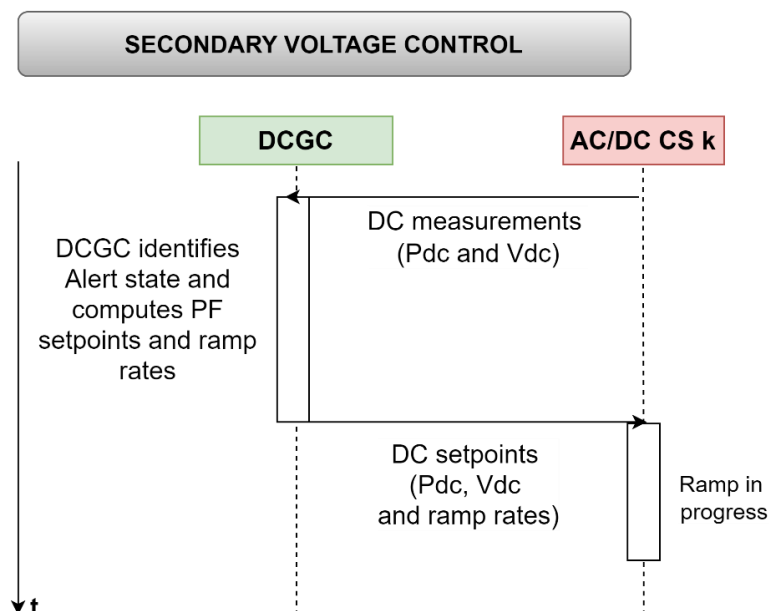 SECONDARY VOLTAGE CONTROL
DCGC
AC/DC CS k
DC measurements
(Pdc and Vdc)
DCGC identifies
Alert state and
computes PF
setpoints and ramp
rates
DC setpoints
(Pdc, Vdc
and ramp rates)
Ramp in
progress
t